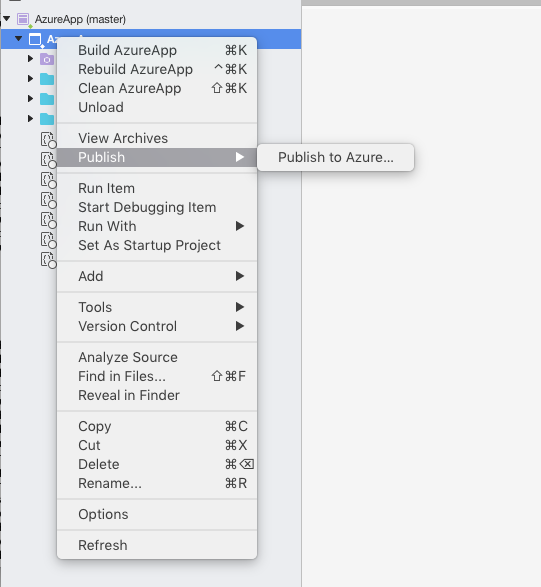 AzureApp (master)
Build AzureApp ⌘K
Rebuild AzureApp ^⌘K
Clean AzureApp ⇧⌘K
Unload
View Archives
Publish
Publish to Azure...
Run Item
Start Debugging Item
Run With
Set As Startup Project
Add
Tools
Version Control
Analyze Source
Find in Files... ⇧⌘F
Reveal in Finder
Copy ⌘C
Cut ⌘X
Delete ⌘⌫
Rename... ⌘R
Options
Refresh